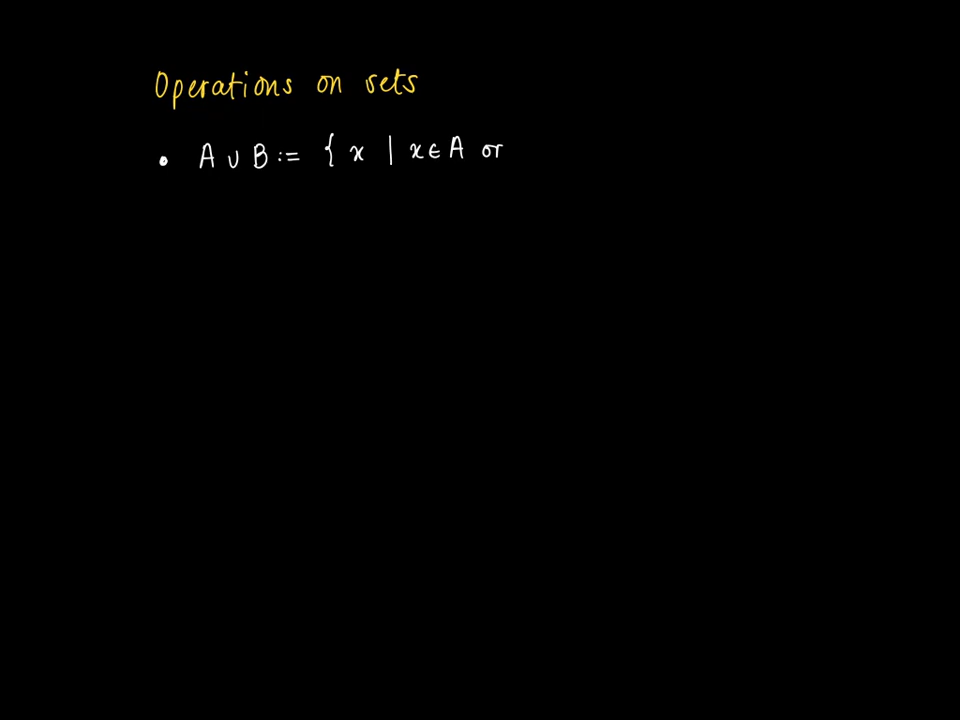 Operations on sets
• A ∪ B := { x | x ∈ A or